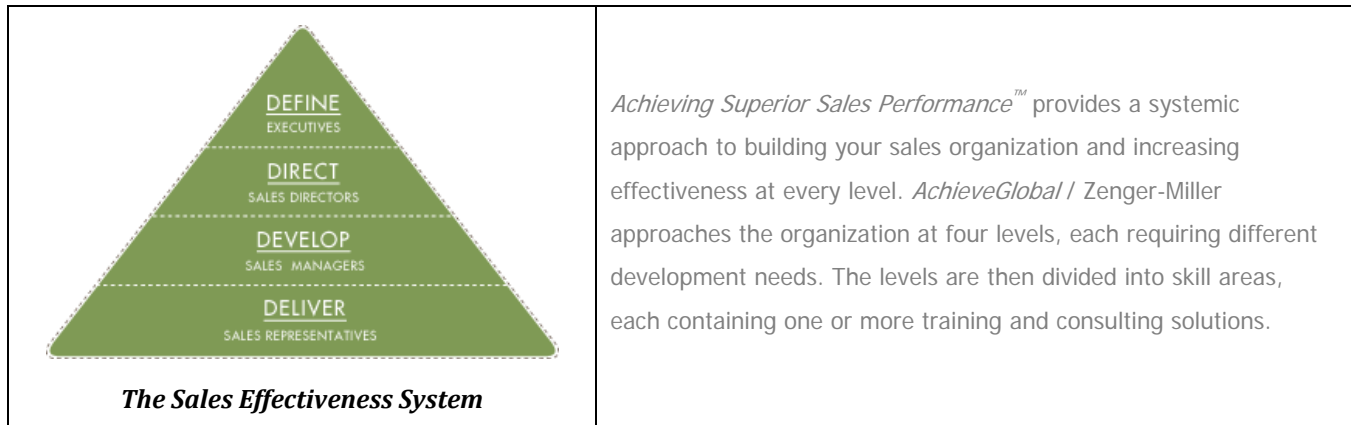 DEFINE
EXECUTIVES
DIRECT
SALES DIRECTORS
DEVELOP
SALES MANAGERS
DELIVER
SALES REPRESENTATIVES
The Sales Effectiveness System
Achieving Superior Sales Performance™ provides a systemic
approach to building your sales organization and increasing
effectiveness at every level. AchieveGlobal / Zenger-Miller
approaches the organization at four levels, each requiring different
development needs. The levels are then divided into skill areas,
each containing one or more training and consulting solutions.